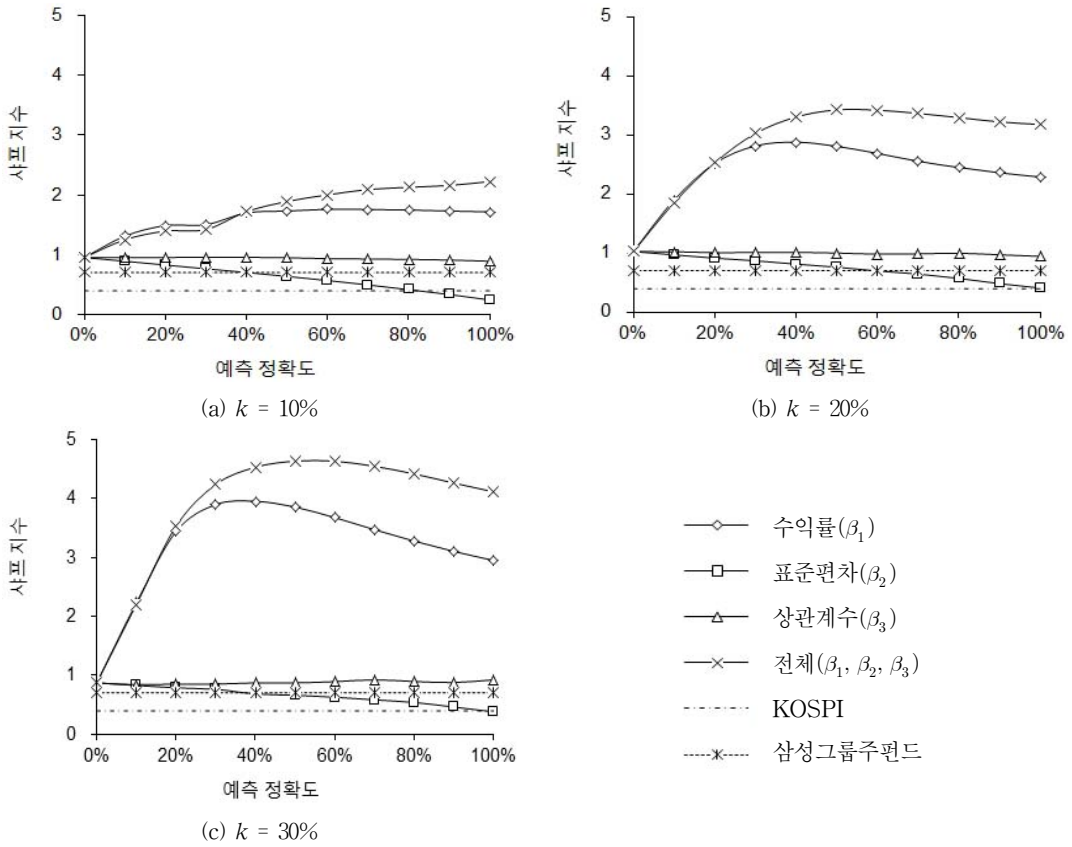 5
4
3
2
1
0
샤프 지수
0% 20% 40% 60% 80% 100%
예측 정확도
(a) k = 10%
5
4
3
2
1
0
샤프 지수
0% 20% 40% 60% 80% 100%
예측 정확도
(b) k = 20%
5
4
3
2
1
0
샤프 지수
0% 20% 40% 60% 80% 100%
예측 정확도
(c) k = 30%
수익률(β₁)
표준편차(β₂)
상관계수(β₃)
전체(β₁, β₂, β₃)
KOSPI
삼성그룹주펀드